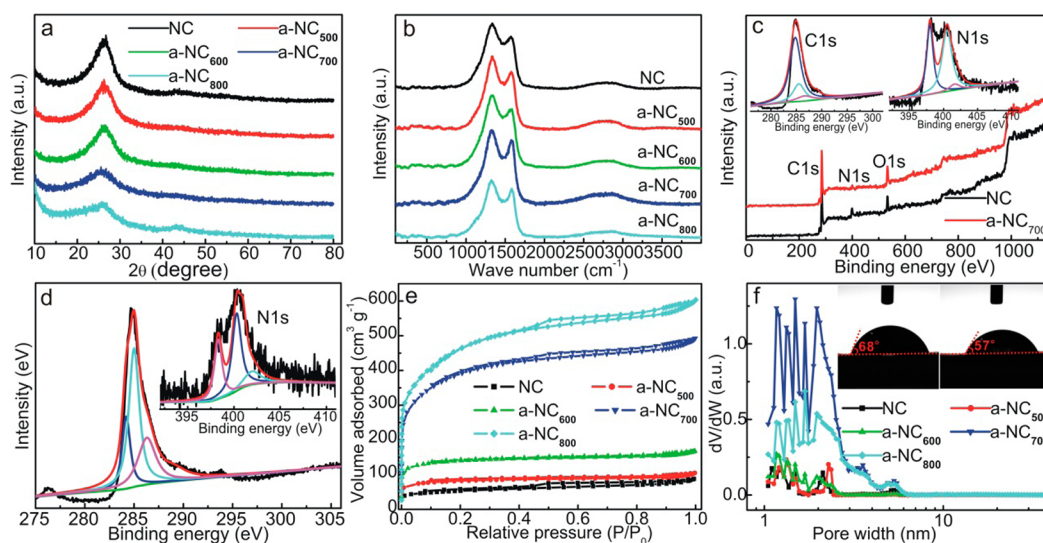 a
NC
a-NC500
a-NC600
a-NC700
a-NC800
Intensity (a.u.)
10 20 30 40 50 60 70 80
2θ (degree)
b
NC
a-NC500
a-NC600
a-NC700
a-NC800
Intensity (a.u.)
500 1500 2500 3500
Wave number (cm⁻¹)
c
C1s
N1s
280 285 290 295 300
Binding energy (eV)
395 400 405 410
Binding energy (eV)
C1s
N1s
O1s
NC
a-NC700
Intensity (a.u.)
0 200 400 600 800 1000
Binding energy (eV)
d
N1s
395 400 405 410
Binding energy (eV)
Intensity (eV)
275 280 285 290 295 300 305
Binding energy (eV)
e
600
500
400
300
200
100
0
NC
a-NC500
a-NC600
a-NC700
a-NC800
Volume adsorbed (cm³ g⁻¹)
0.0 0.2 0.4 0.6 0.8 1.0
Relative pressure (P/P₀)
f
68°
57°
1.0
0.5
0.0
NC
a-NC50
a-NC600
a-NC70
a-NC800
dV/dW (a.u.)
1 10
Pore width (nm)